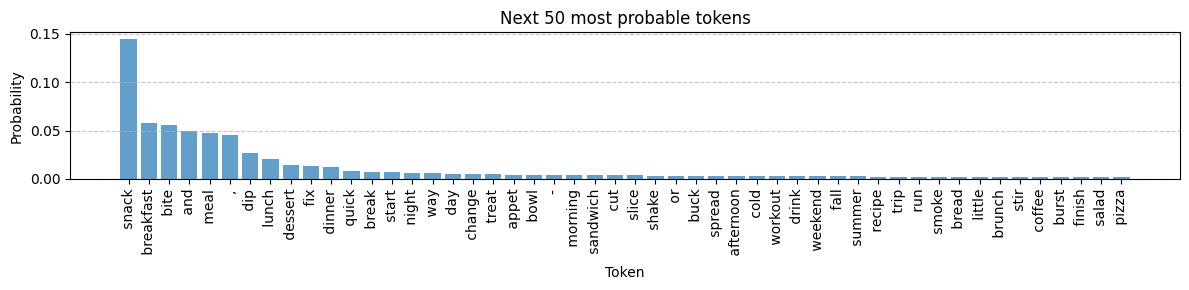 Next 50 most probable tokens
Probability
0.15
0.10
0.05
0.00
snack
breakfast
bite
and
meal
,
dip
lunch
dessert
fix
dinner
quick
break
start
night
way
day
change
treat
appet
bowl
-
morning
sandwich
cut
slice
shake
or
buck
spread
afternoon
cold
workout
drink
weekend
fall
summer
recipe
trip
run
smoke
bread
little
brunch
stir
coffee
burst
finish
salad
pizza
Token